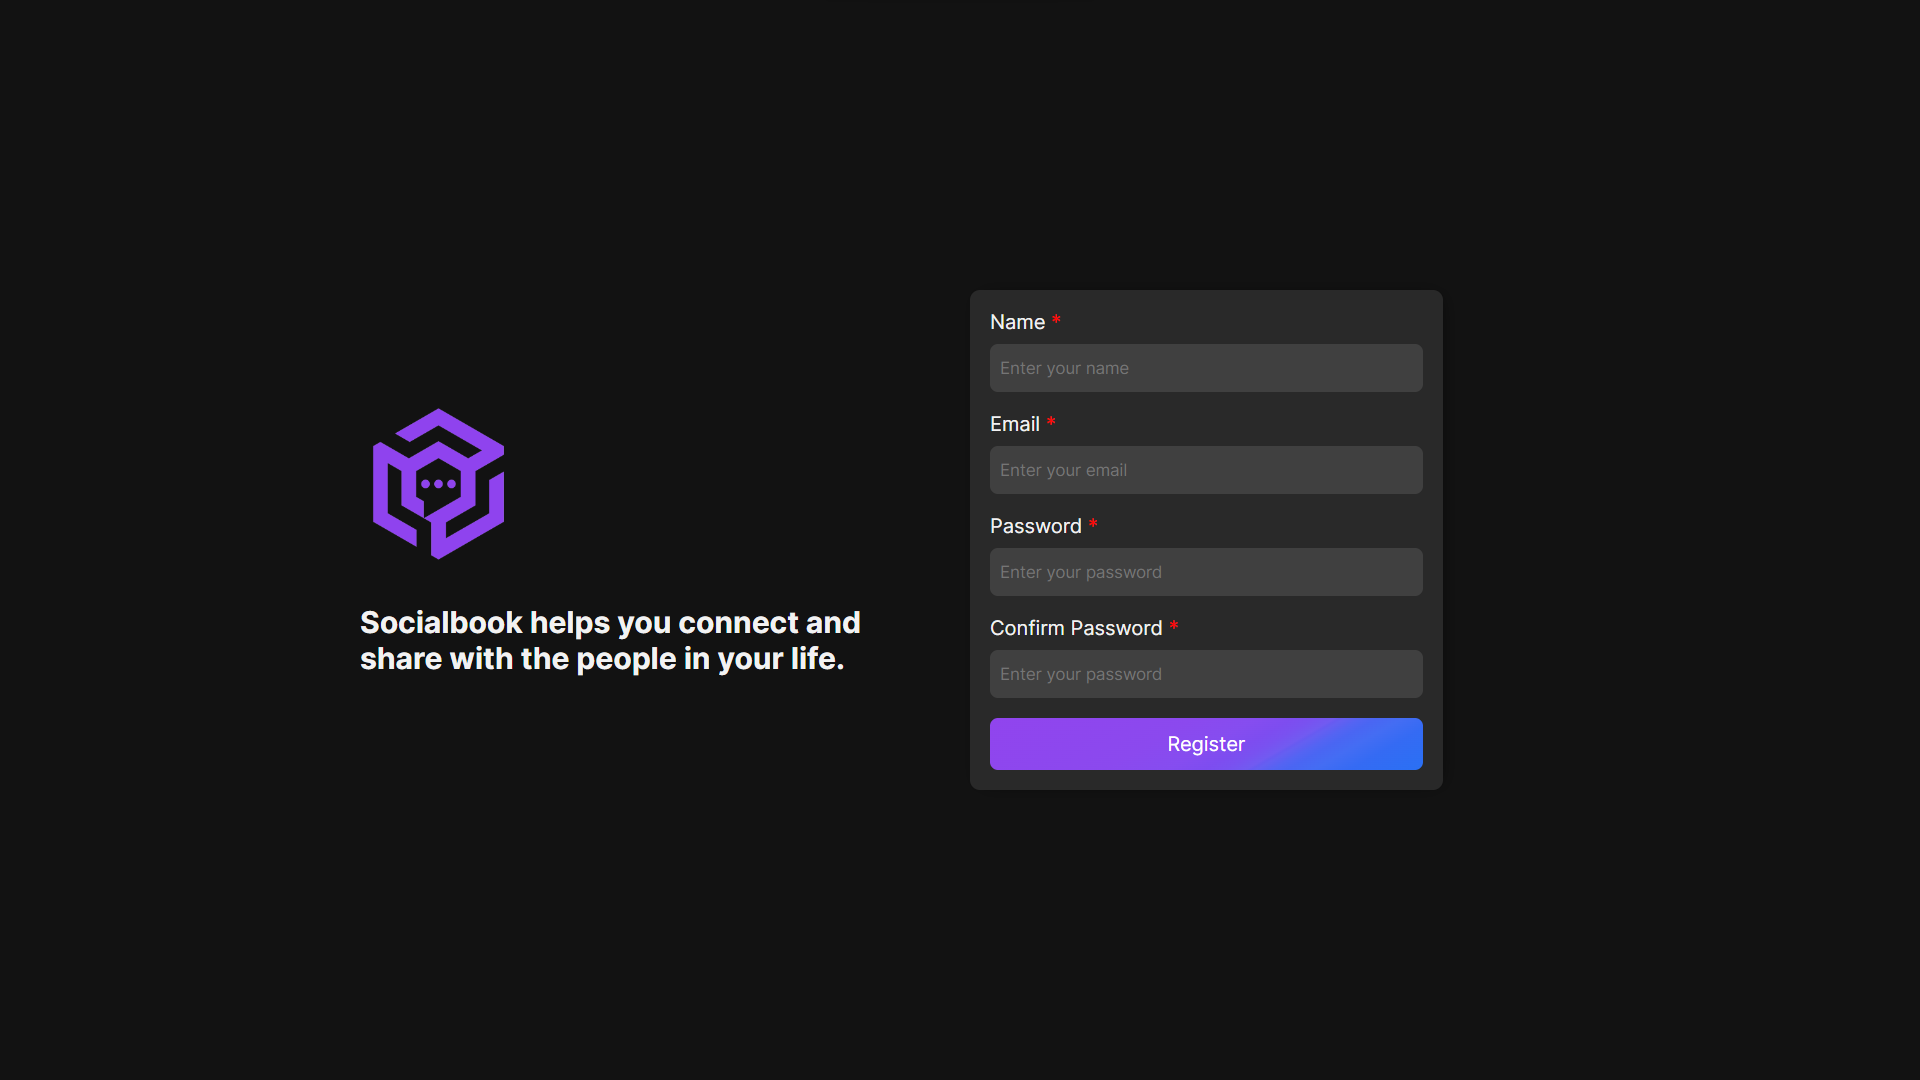 Socialbook helps you connect and
share with the people in your life.
Name *
Enter your name
Email *
Enter your email
Password *
Enter your password
Confirm Password *
Enter your password
Register